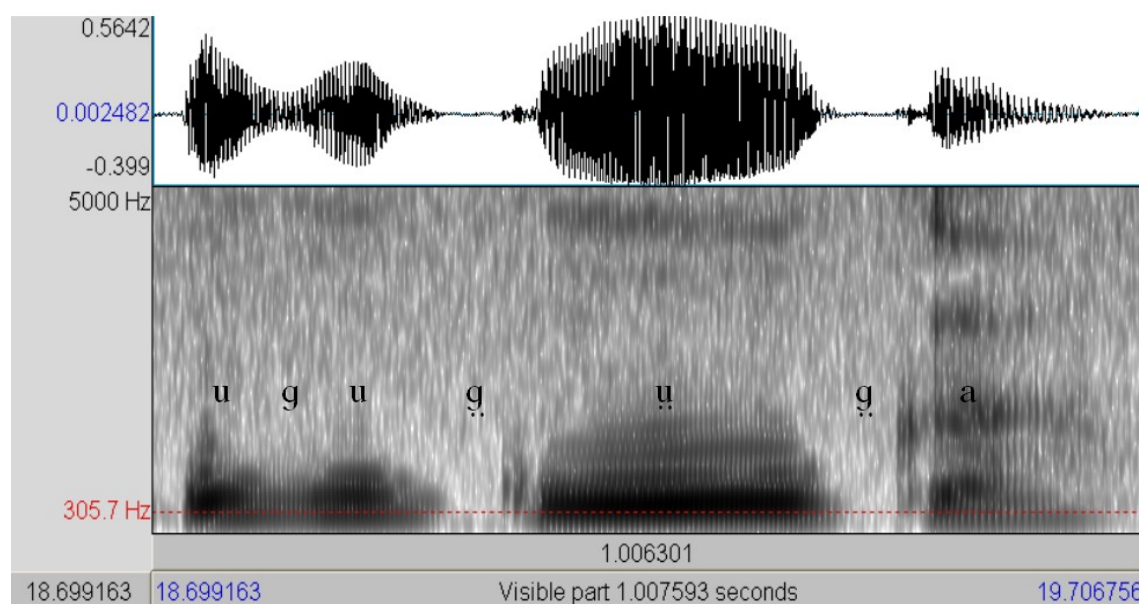 0.5642
0.002482
-0.399
5000 Hz
u g u g̤ ṳ g̤ a
305.7 Hz
1.006301
18.699163 18.699163 Visible part 1.007593 seconds 19.706756